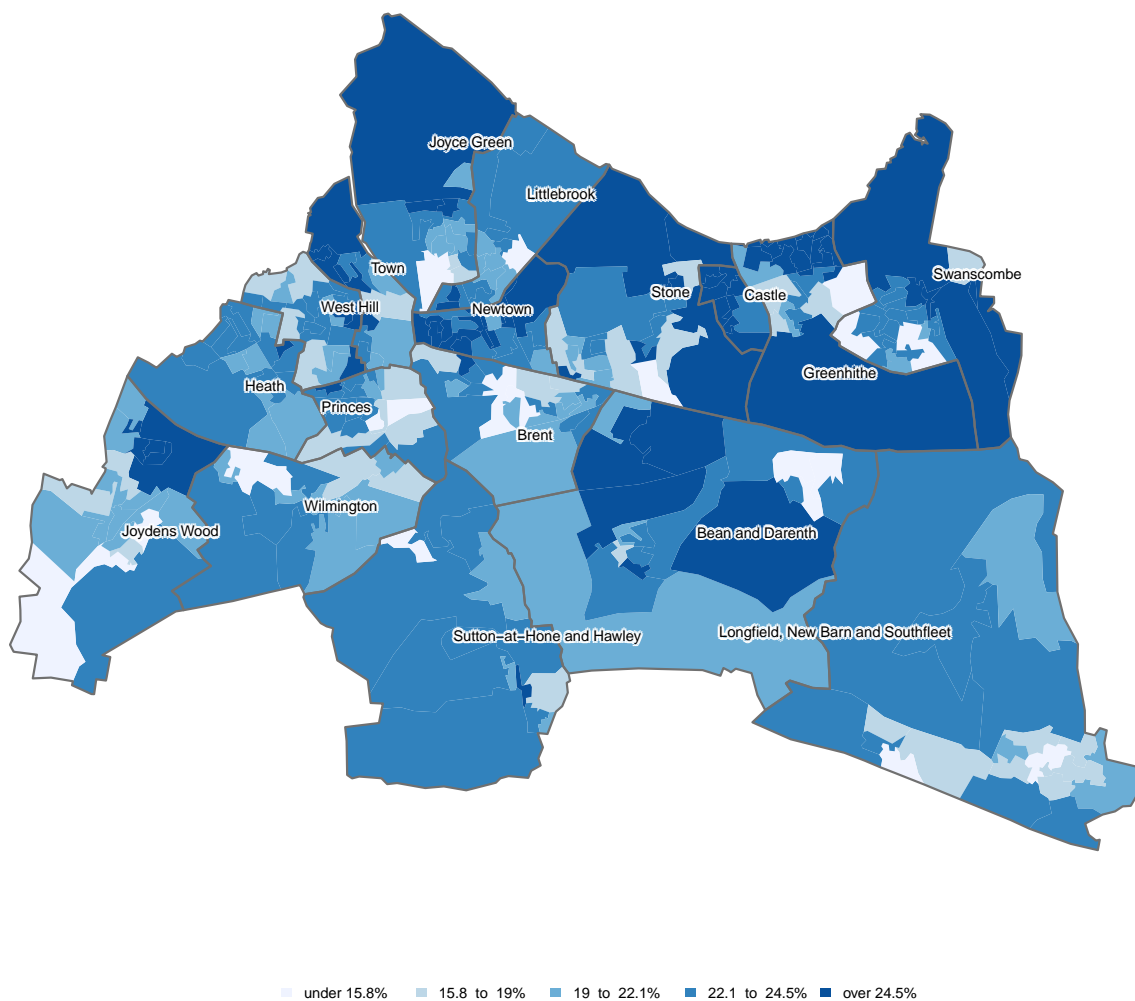 Joyce Green
Littlebrook
Town
Swanscombe
Stone
Castle
West Hill
Newtown
Greenhithe
Heath
Princes
Brent
Wilmington
Joydens Wood
Bean and Darenth
Sutton–at–Hone and Hawley
Longfield, New Barn and Southfleet
under 15.8%
15.8 to 19%
19 to 22.1%
22.1 to 24.5%
over 24.5%